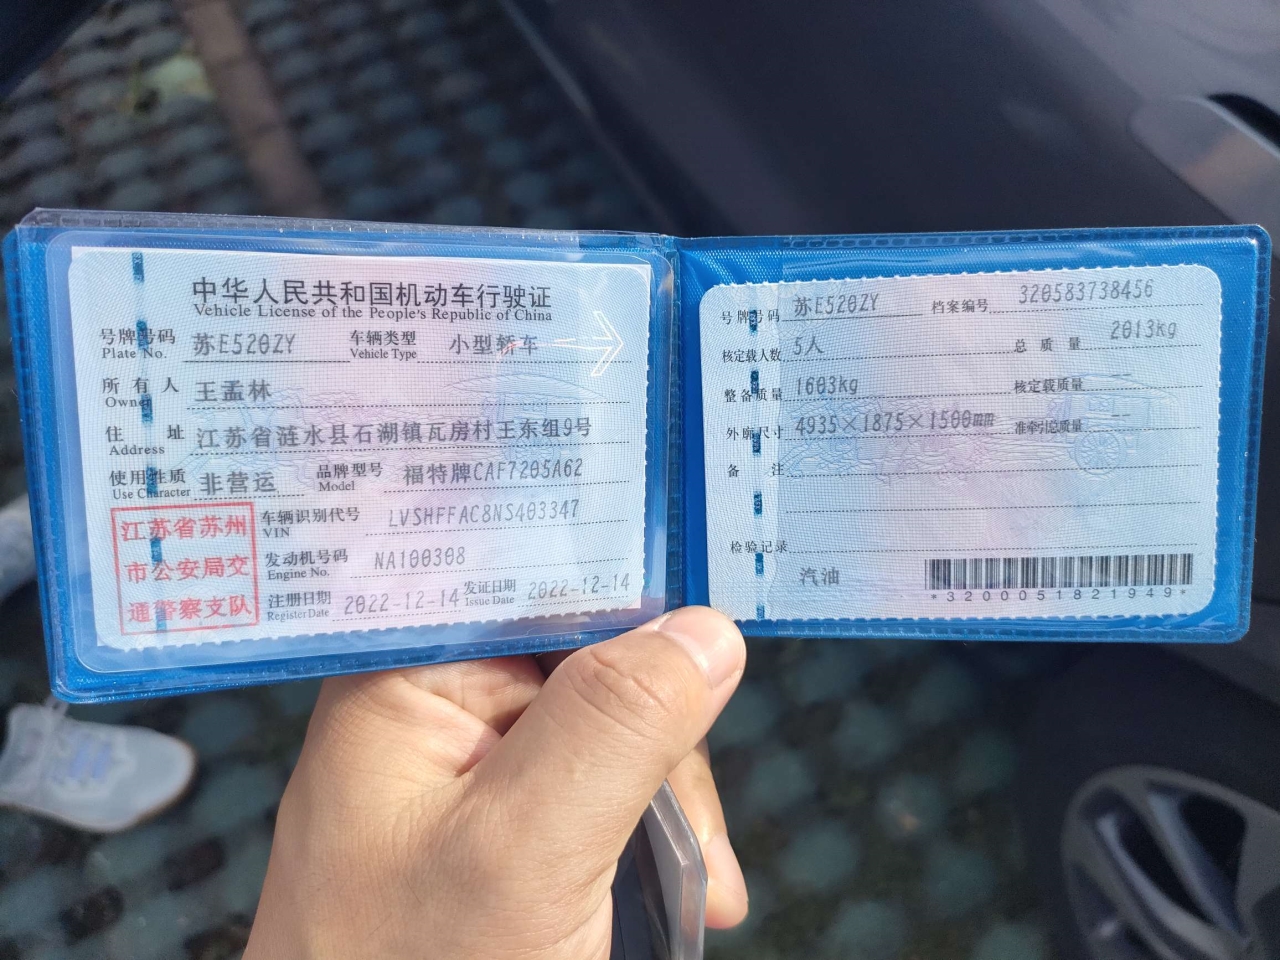 中华人民共和国机动车行驶证
Vehicle License of the People's Republic of China
号牌号码 苏E520ZY 车辆类型 小型轿车
Plate No. Vehicle Type
所有人 王孟林
Owner
住址 江苏省涟水县石湖镇瓦房村王东组9号
Address
使用性质 非营运 品牌型号 福特牌CAF7205A62
Use Character Model
江苏省苏州
市公安局交
通警察支队
车辆识别代号 LVSHFFAC8NS403347
VIN
发动机号码 NA100308
Engine No.
注册日期 2022-12-14 发证日期 2022-12-14
Register Date Issue Date
号牌号码 苏E520ZY 档案编号 320583738456
核定载人数 5人 总质量 2013kg
整备质量 1603kg 核定载质量 --
外廓尺寸 4935×1875×1500mm 准牵引总质量 --
备注
检验记录
汽油
*3200051821949*